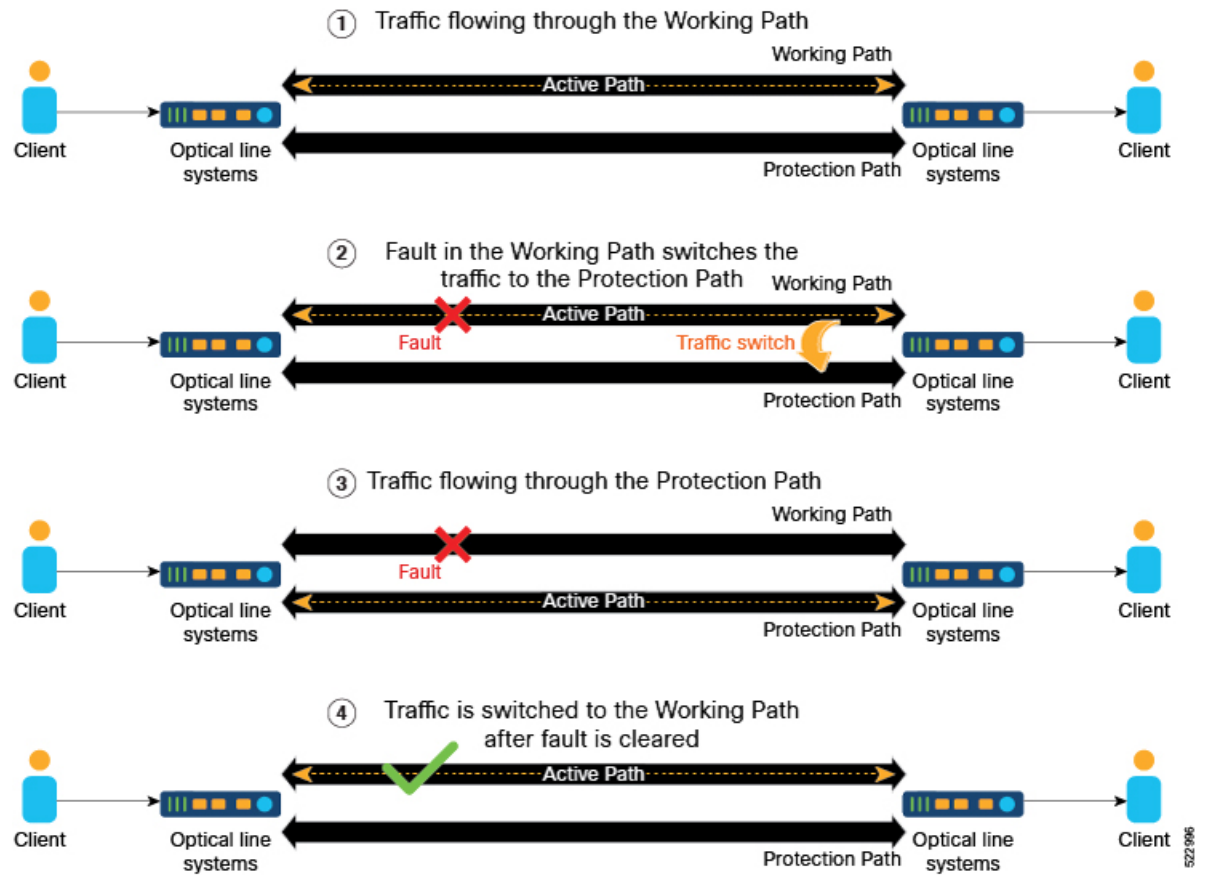 1 Traffic flowing through the Working Path
Working Path
Active Path
Client
Optical line
systems
Optical line
systems
Client
Protection Path
2 Fault in the Working Path switches the
traffic to the Protection Path
Working Path
Active Path
Fault
Traffic switch
Client
Optical line
systems
Optical line
systems
Client
Protection Path
3 Traffic flowing through the Protection Path
Working Path
Fault
Active Path
Client
Optical line
systems
Optical line
systems
Client
Protection Path
4 Traffic is switched to the Working Path
after fault is cleared
Active Path
Client
Optical line
systems
Optical line
systems
Client
Protection Path
522996